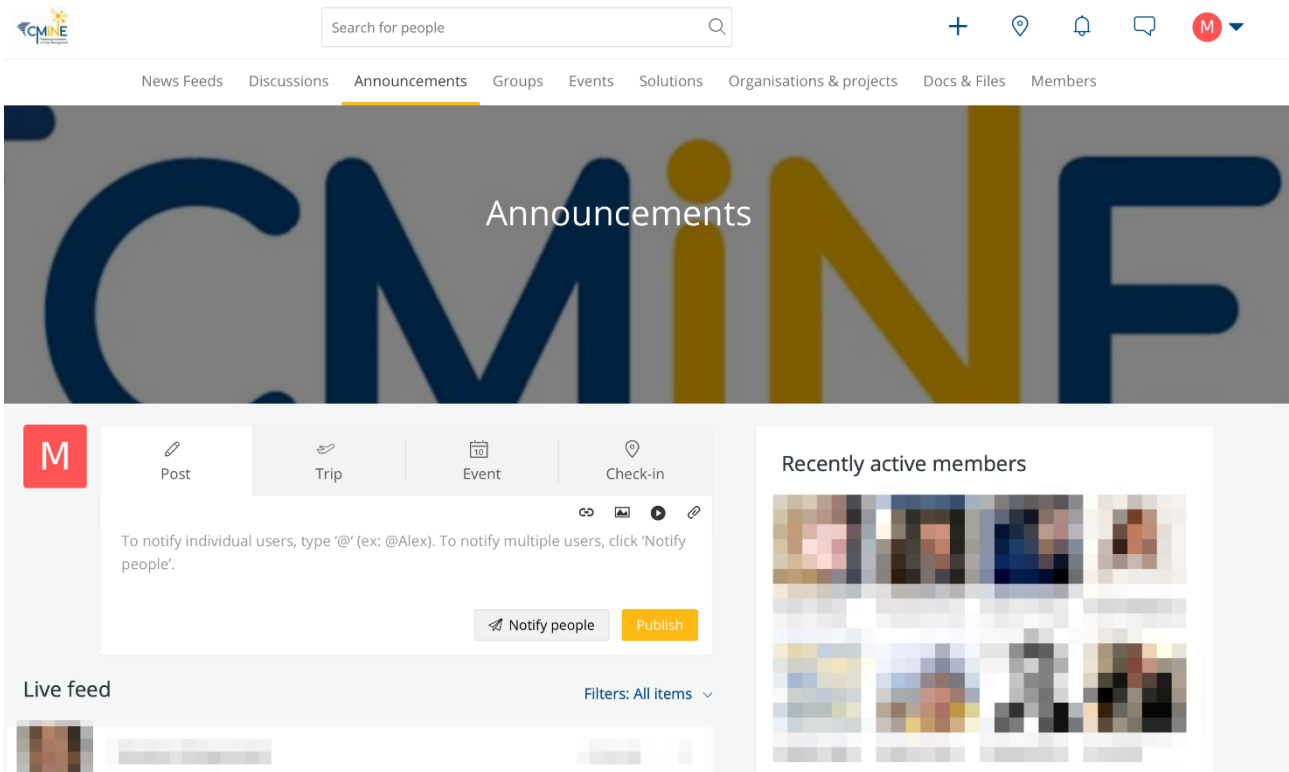 CMINE
Search for people
M
News Feeds Discussions Announcements Groups Events Solutions Organisations & projects Docs & Files Members
CMiNE
Announcements
M
Post Trip Event Check-in
10
To notify individual users, type '@' (ex: @Alex). To notify multiple users, click 'Notify
people'.
Notify people Publish
Live feed
Filters: All items
Recently active members